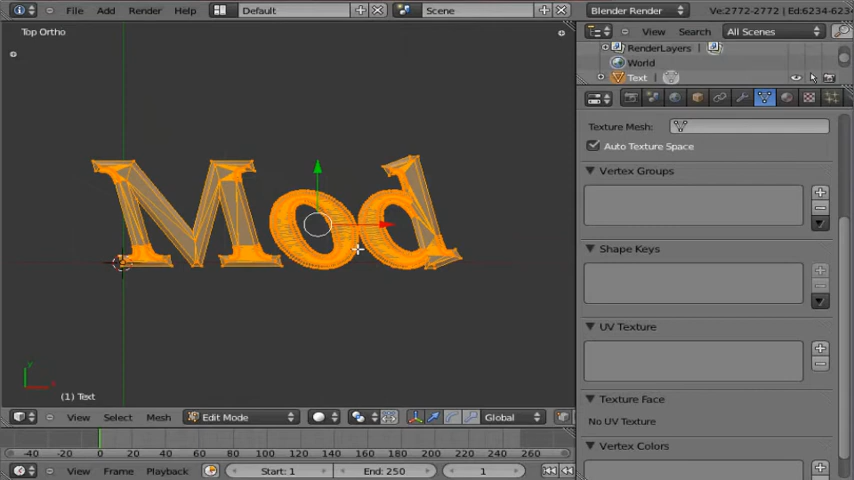 File Add Render Help Default Scene Blender Render Ve:2772-2772 | Ed:6234-6234 |
Top Ortho
View Search All Scenes
RenderLayers
World
Text
Texture Mesh:
Auto Texture Space
Vertex Groups
Mod
Shape Keys
UV Texture
Y
X
(1) Text
Texture Face
No UV Texture
View Select Mesh Edit Mode Global
Vertex Colors
-40 -20 0 20 40 60 80 100 120 140 160 180 200 220 240 260
View Frame Playback Start: 1 End: 250 1